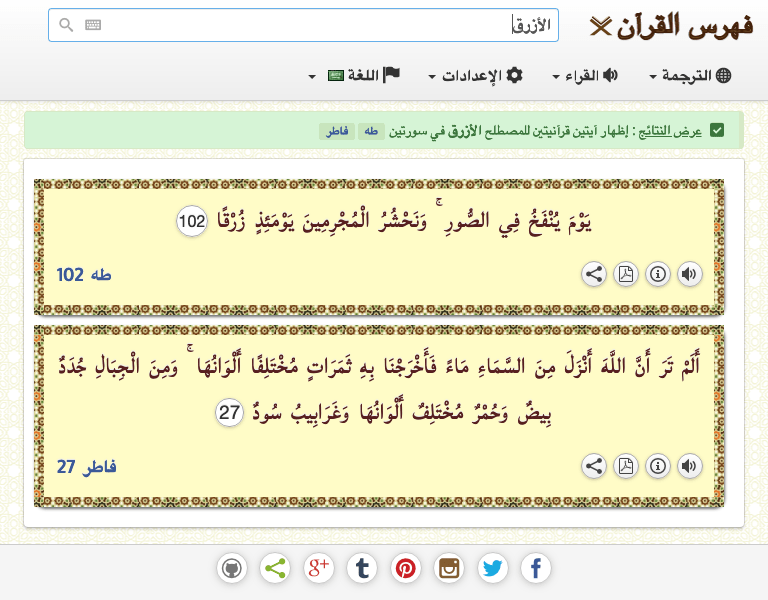 فهرس القرآن
الأزرق
الترجمة
القراء
الإعدادات
اللغة
عرض النتائج : إظهار آيتين قرآنيتين للمصطلح الأزرق في سورتين طه فاطر
يَوْمَ يُنْفَخُ فِي الصُّورِ ۚ وَنَحْشُرُ الْمُجْرِمِينَ يَوْمَئِذٍ زُرْقًا 102
طه 102
أَلَمْ تَرَ أَنَّ اللَّهَ أَنْزَلَ مِنَ السَّمَاءِ مَاءً فَأَخْرَجْنَا بِهِ ثَمَرَاتٍ مُخْتَلِفًا أَلْوَانُهَا ۚ وَمِنَ الْجِبَالِ جُدَدٌ
بِيضٌ وَحُمْرٌ مُخْتَلِفٌ أَلْوَانُهَا وَغَرَابِيبُ سُودٌ 27
فاطر 27